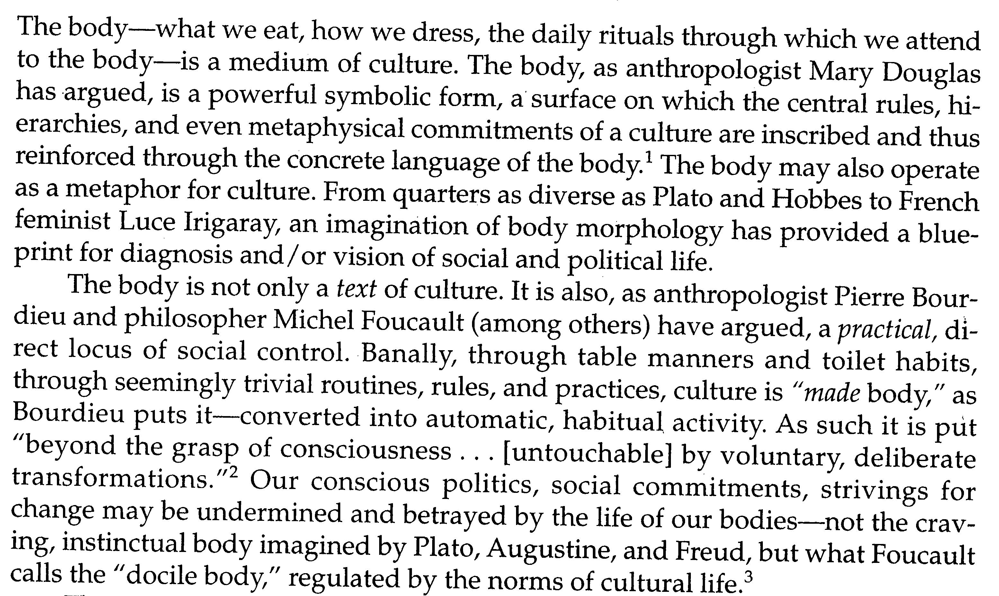 The body—what we eat, how we dress, the daily rituals through which we attend
to the body—is a medium of culture. The body, as anthropologist Mary Douglas
has argued, is a powerful symbolic form, a surface on which the central rules, hi-
erarchies, and even metaphysical commitments of a culture are inscribed and thus
reinforced through the concrete language of the body.¹ The body may also operate
as a metaphor for culture. From quarters as diverse as Plato and Hobbes to French
feminist Luce Irigaray, an imagination of body morphology has provided a blue-
print for diagnosis and/or vision of social and political life.
The body is not only a text of culture. It is also, as anthropologist Pierre Bour-
dieu and philosopher Michel Foucault (among others) have argued, a practical, di-
rect locus of social control. Banally, through table manners and toilet habits,
through seemingly trivial routines, rules, and practices, culture is "made body," as
Bourdieu puts it—converted into automatic, habitual activity. As such it is put
"beyond the grasp of consciousness . . . [untouchable] by voluntary, deliberate
transformations."² Our conscious politics, social commitments, strivings for
change may be undermined and betrayed by the life of our bodies—not the crav-
ing, instinctual body imagined by Plato, Augustine, and Freud, but what Foucault
calls the "docile body," regulated by the norms of cultural life.³